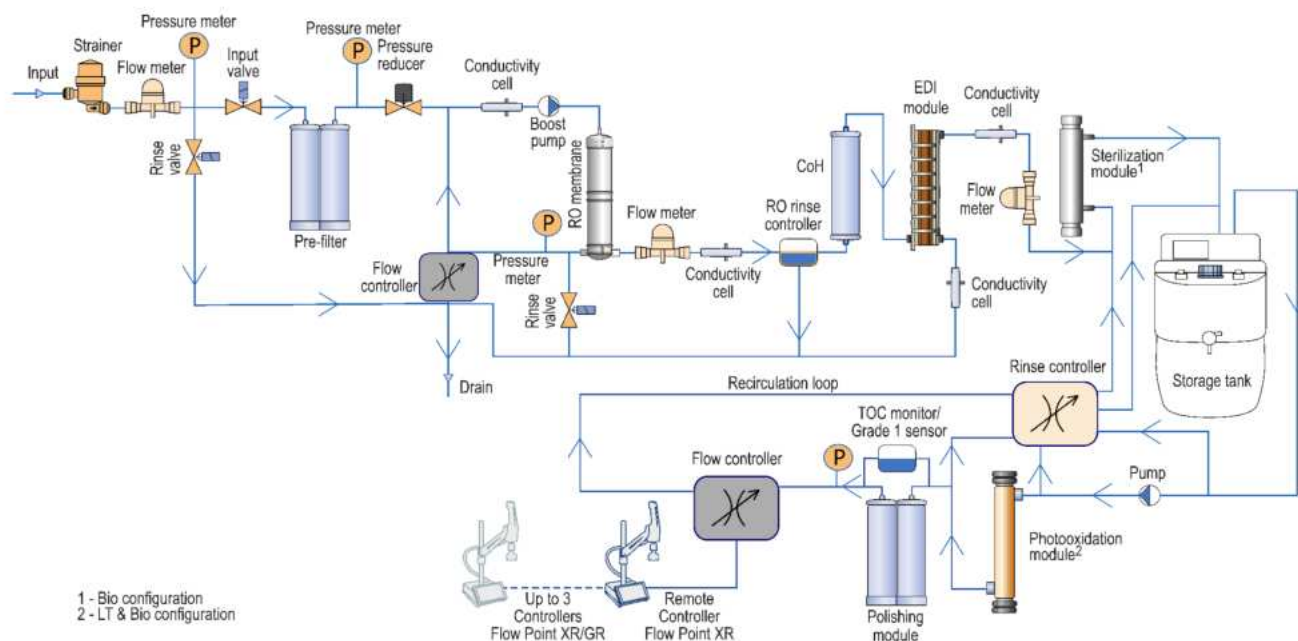 Pressure meter
P
Strainer
Flow meter
Input
valve
Input
Rinse
valve
Pressure meter
P
Pressure
reducer
Conductivity
cell
Boost
pump
Pre-filter
RO membrane
P
Pressure
meter
Flow
controller
Rinse
valve
Drain
Flow meter
Conductivity
cell
RO rinse
controller
CoH
EDI
module
Conductivity
cell
Flow
meter
Sterilization
module1
Conductivity
cell
Storage tank
Rinse controller
Recirculation loop
TOC monitor/
Grade 1 sensor
Pump
P
Flow controller
Photooxidation
module2
Polishing
module
Up to 3
Controllers
Flow Point XR/GR
Remote
Controller
Flow Point XR
1 - Bio configuration
2 - LT & Bio configuration